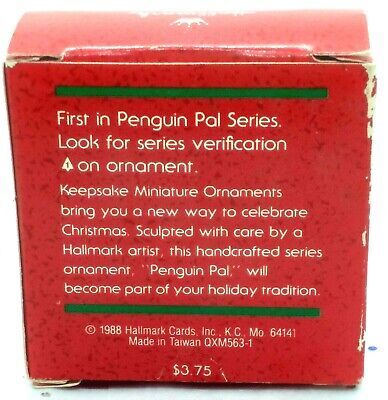 First in Penguin Pal Series.
Look for series verification
on ornament.
Keepsake Miniature Ornaments
bring you a new way to celebrate
Christmas. Sculpted with care by a
Hallmark artist, this handcrafted series
ornament, "Penguin Pal," will
become part of your holiday tradition.
© 1988 Hallmark Cards, Inc., K.C., Mo 64141
Made in Taiwan QXM563-1
$3.75